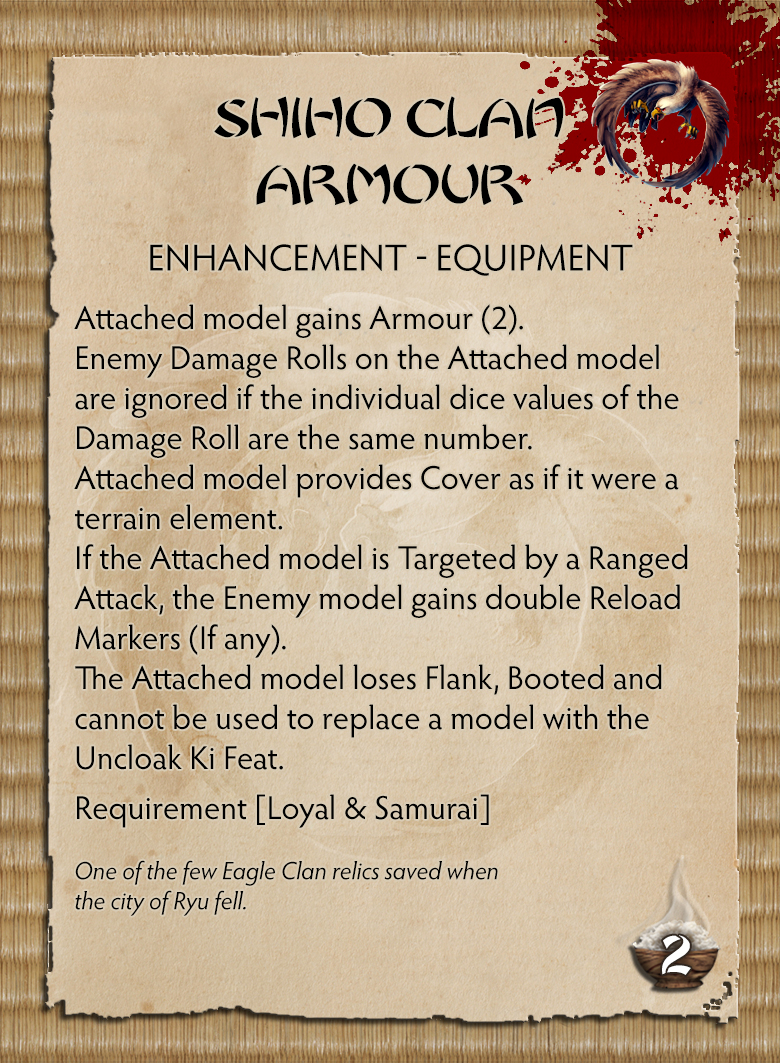 SHIHO CLAN
ARMOUR
ENHANCEMENT - EQUIPMENT
Attached model gains Armour (2).
Enemy Damage Rolls on the Attached model
are ignored if the individual dice values of the
Damage Roll are the same number.
Attached model provides Cover as if it were a
terrain element.
If the Attached model is Targeted by a Ranged
Attack, the Enemy model gains double Reload
Markers (If any).
The Attached model loses Flank, Booted and
cannot be used to replace a model with the
Uncloak Ki Feat.
Requirement [Loyal & Samurai]
One of the few Eagle Clan relics saved when
the city of Ryu fell.
2